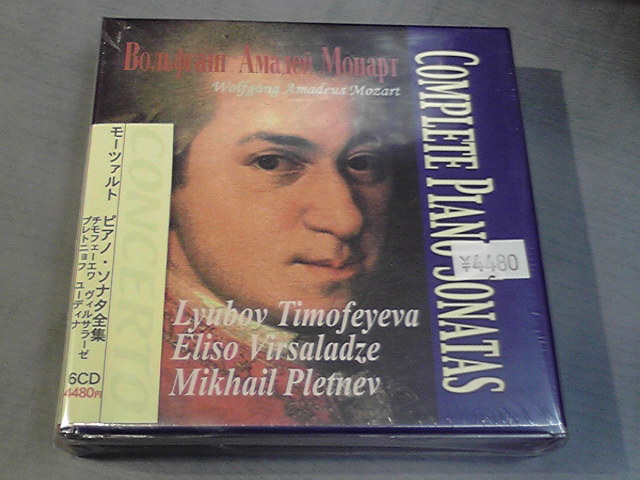 Вольфганг Амадей Моцарт
Wolfgang Amadeus Mozart
COMPLETE PIANO SONATAS
¥4480
Lyubov Timofeyeva
Eliso Virsaladze
Mikhail Pletnev
CONCERTO
モーツァルト
ピアノ・ソナタ全集
チモフェーエワ ヴィルサラーゼ
プレトニョフ ユーディナ
6CD
4480円